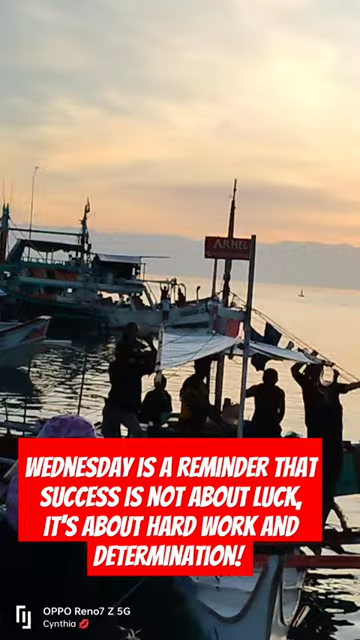 ARHEL
WEDNESDAY IS A REMINDER THAT
SUCCESS IS NOT ABOUT LUCK,
IT'S ABOUT HARD WORK AND
DETERMINATION!
OPPO Reno7 Z 5G
Cynthia 💋